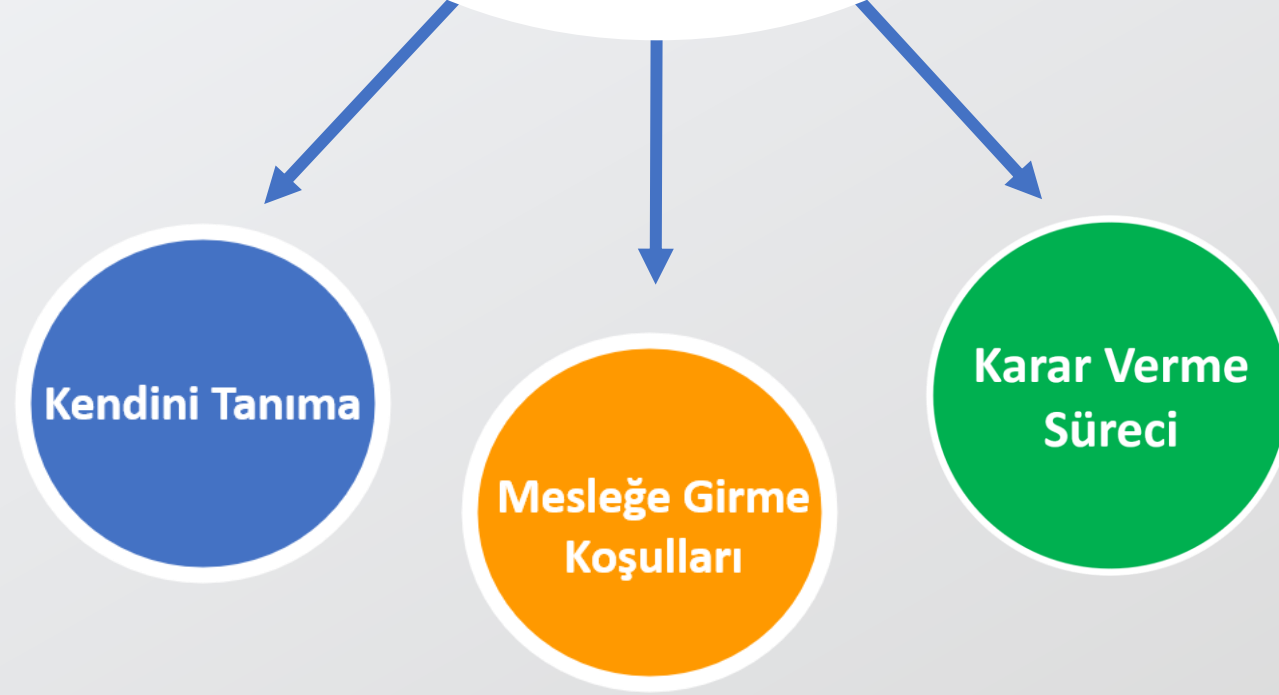 Kendini Tanıma
Mesleğe Girme
Koşulları
Karar Verme
Süreci